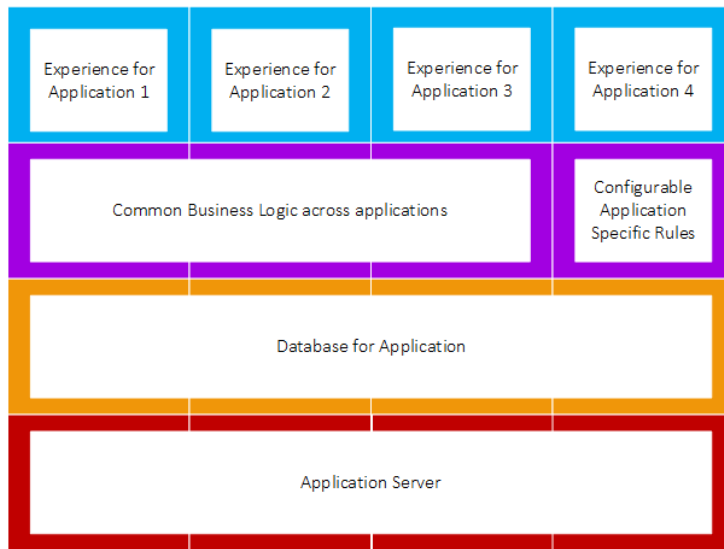 Experience for
Application 1
Experience for
Application 2
Experience for
Application 3
Experience for
Application 4
Common Business Logic across applications
Configurable
Application
Specific Rules
Database for Application
Application Server